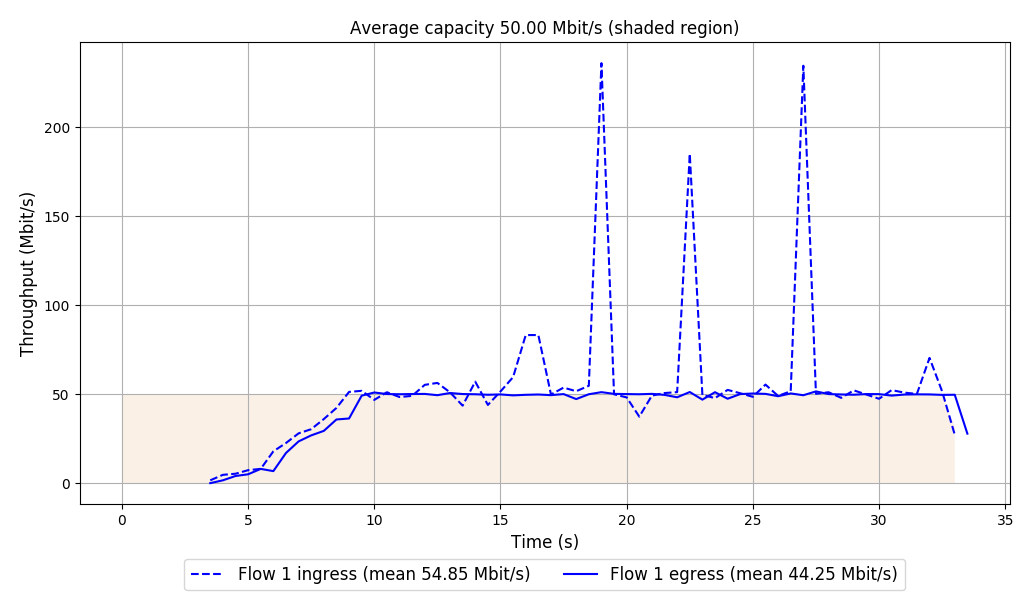 Average capacity 50.00 Mbit/s (shaded region)
200
150
100
50
0
Throughput (Mbit/s)
0 5 10 15 20 25 30 35
Time (s)
Flow 1 ingress (mean 54.85 Mbit/s) Flow 1 egress (mean 44.25 Mbit/s)